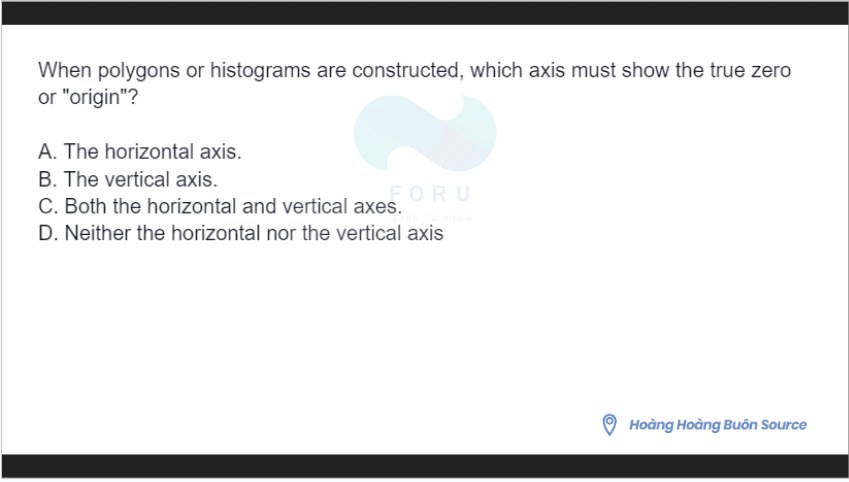 When polygons or histograms are constructed, which axis must show the true zero
or "origin"?
A. The horizontal axis.
B. The vertical axis.
C. Both the horizontal and vertical axes.
D. Neither the horizontal nor the vertical axis
FORU
Hoàng Hoàng Buôn Source